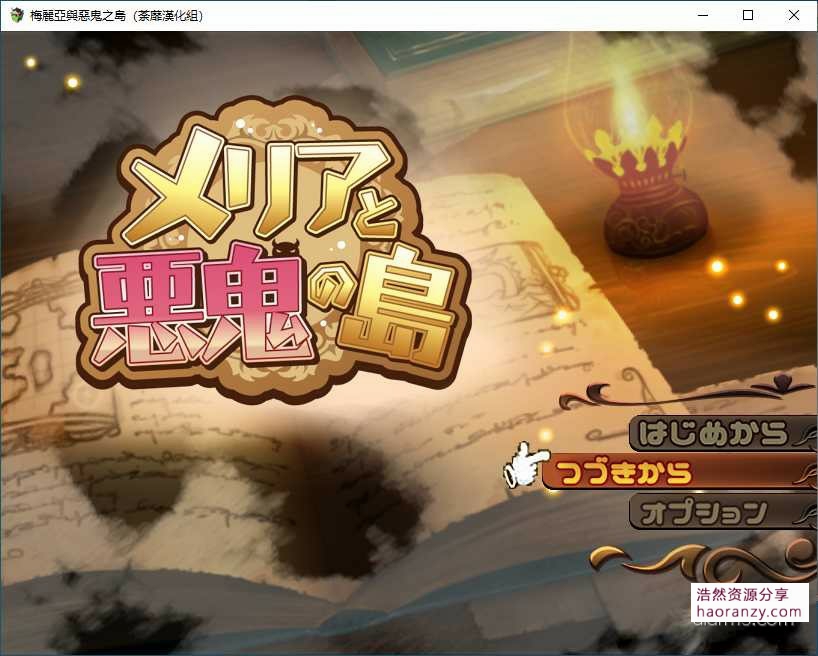 梅麗亞與惡鬼之島（荼靡漢化組）
メリアと
悪鬼の島
はじめから
つづきから
オプション
浩然资源分享
haoranzy.com